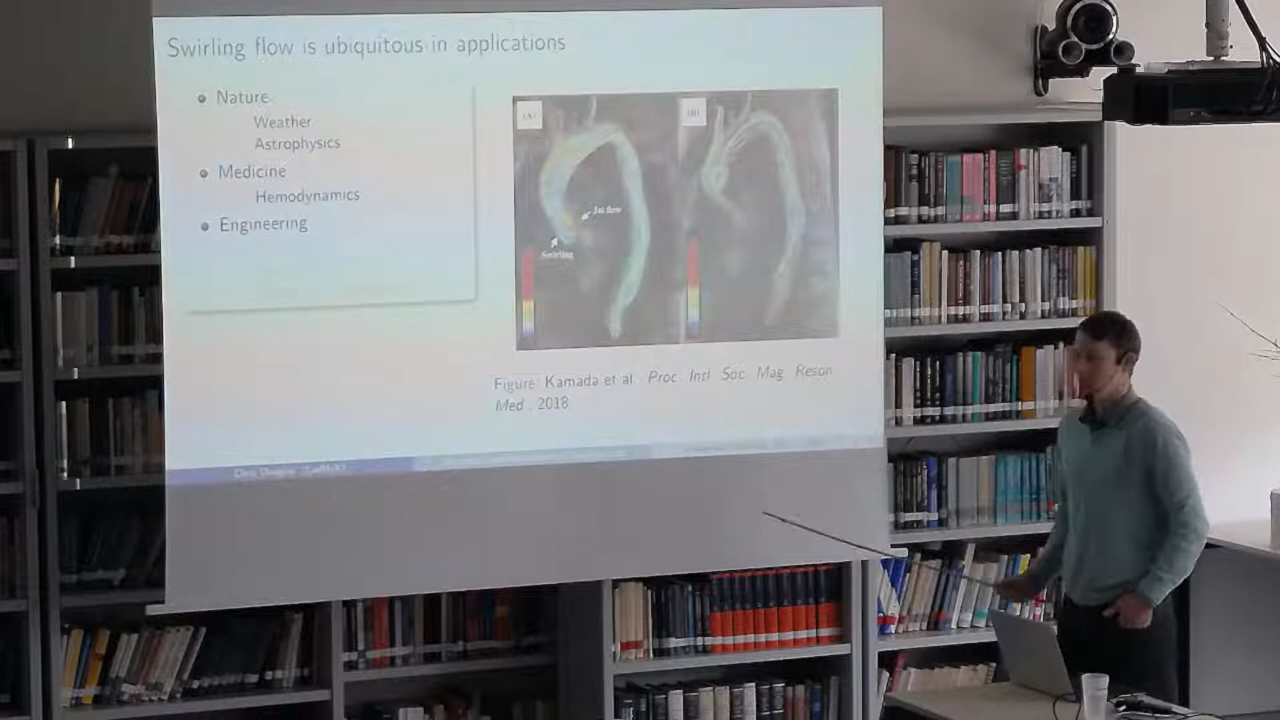 Swirling flow is ubiquitous in applications
Nature
Weather
Astrophysics
Medicine
Hemodynamics
Engineering
(A)
(B)
Jet flow
Swirling
Figure: Kamada et al. Proc. Intl. Soc. Mag. Reson.
Med., 2018